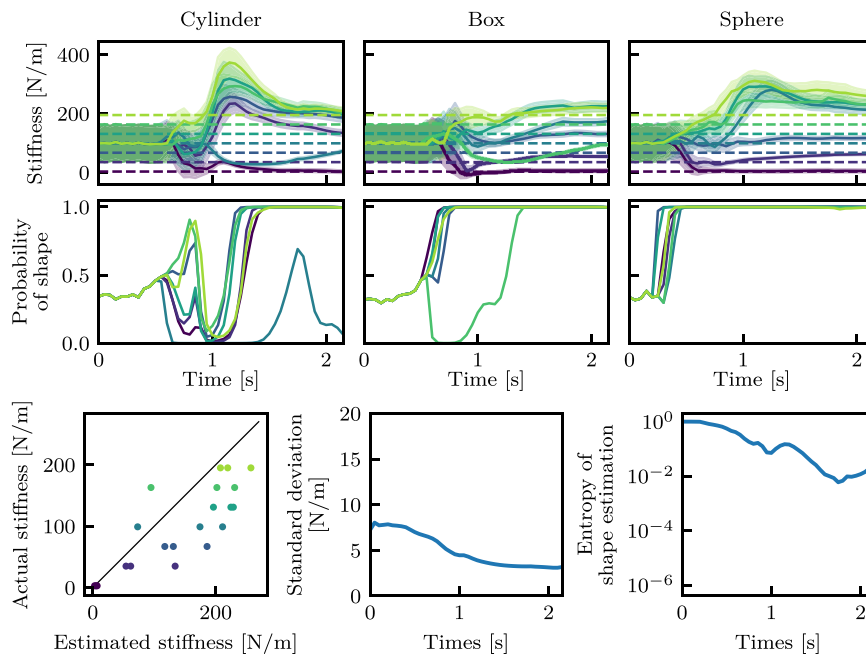 Cylinder
Box
Sphere
Stiffness [N/m]
400
200
0
Probability
of shape
1.0
0.5
0.0
0
1
2
0
1
2
0
1
2
Time [s]
Time [s]
Time [s]
Actual stiffness [N/m]
200
100
0
0
200
Estimated stiffness [N/m]
Standard deviation
[N/m]
20
15
10
5
0
0
1
2
Times [s]
Entropy of
shape estimation
10^0
10^-2
10^-4
10^-6
0
1
2
Times [s]